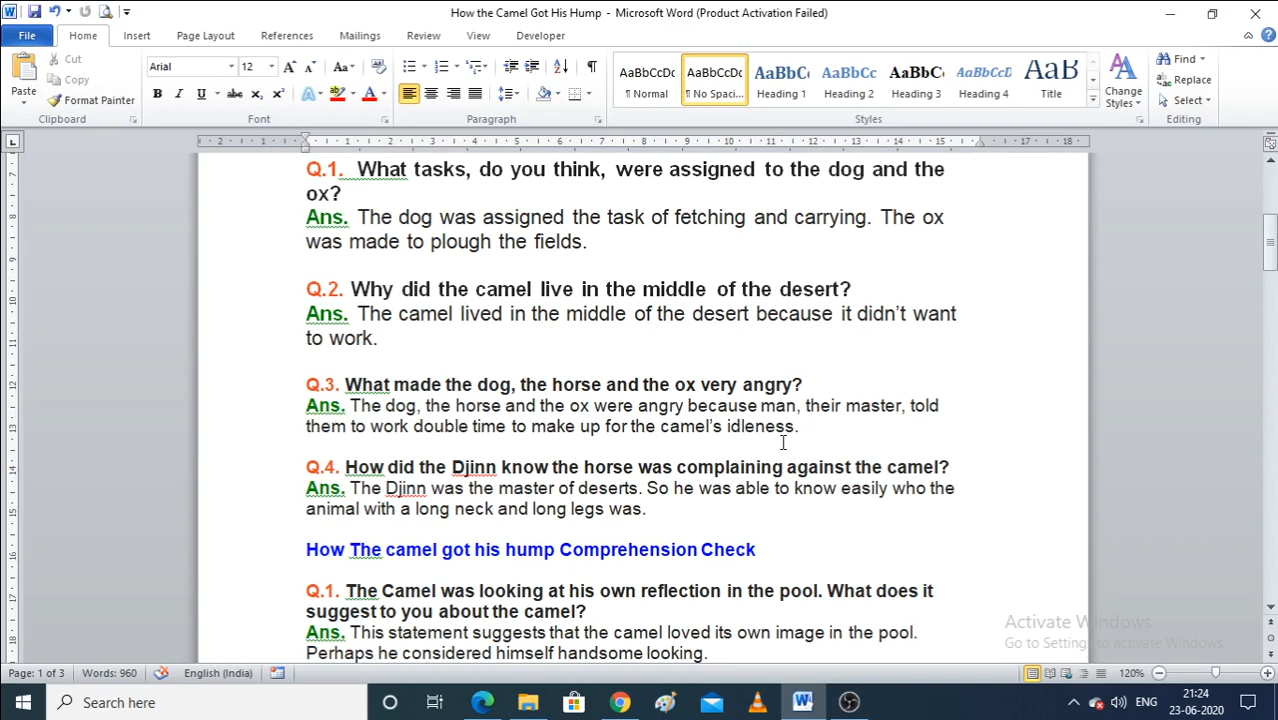 How the Camel Got His Hump - Microsoft Word (Product Activation Failed)
File Home Insert Page Layout References Mailings Review View Developer
Cut
Copy
Format Painter
Paste
Arial 12
AaBbCcDc AaBbCcDc AaBbC AaBbCc AaBbC AaBbCcD AaB
¶ Normal ¶ No Spaci... Heading 1 Heading 2 Heading 3 Heading 4 Title
Change Styles
Find
Replace
Select
Clipboard Font Paragraph Styles Editing
Q.1. What tasks, do you think, were assigned to the dog and the
ox?
Ans. The dog was assigned the task of fetching and carrying. The ox
was made to plough the fields.
Q.2. Why did the camel live in the middle of the desert?
Ans. The camel lived in the middle of the desert because it didn’t want
to work.
Q.3. What made the dog, the horse and the ox very angry?
Ans. The dog, the horse and the ox were angry because man, their master, told
them to work double time to make up for the camel’s idleness.
Q.4. How did the Djinn know the horse was complaining against the camel?
Ans. The Djinn was the master of deserts. So he was able to know easily who the
animal with a long neck and long legs was.
How The camel got his hump Comprehension Check
Q.1. The Camel was looking at his own reflection in the pool. What does it
suggest to you about the camel?
Ans. This statement suggests that the camel loved its own image in the pool.
Perhaps he considered himself handsome looking.
Activate Windows
Go to Settings to activate Windows.
Page: 1 of 3 Words: 960 English (India) 120%
Search here
ENG
21:24
23-06-2020